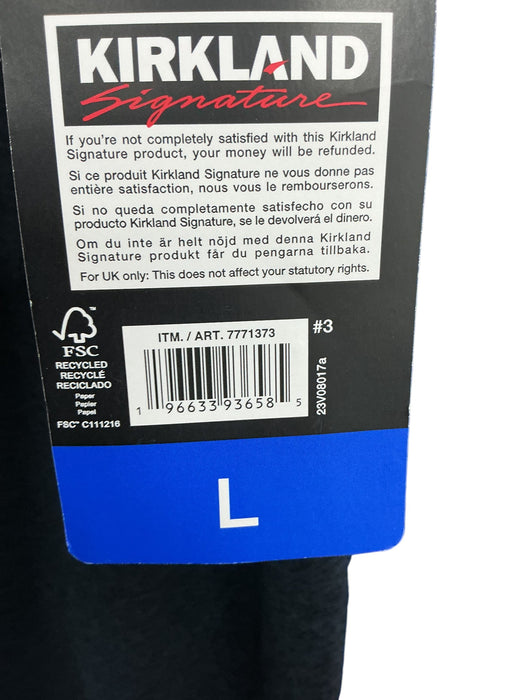 KIRKLAND
Signature
If you're not completely satisfied with this Kirkland
Signature product, your money will be refunded.
Si ce produit Kirkland Signature ne vous donne pas
entière satisfaction, nous vous le rembourserons.
Si no queda completamente satisfecho con su
producto Kirkland Signature, se le devolverá el dinero.
Om du inte är helt nöjd med denna Kirkland
Signature produkt får du pengarna tillbaka.
For UK only: This does not affect your statutory rights.
FSC
RECYCLED
RECYCLÉ
RECICLADO
Paper
Papier
Papel
FSC™ C111216
ITM. / ART. 7771373
1 96633 93658 5
#3
23V08017a
L